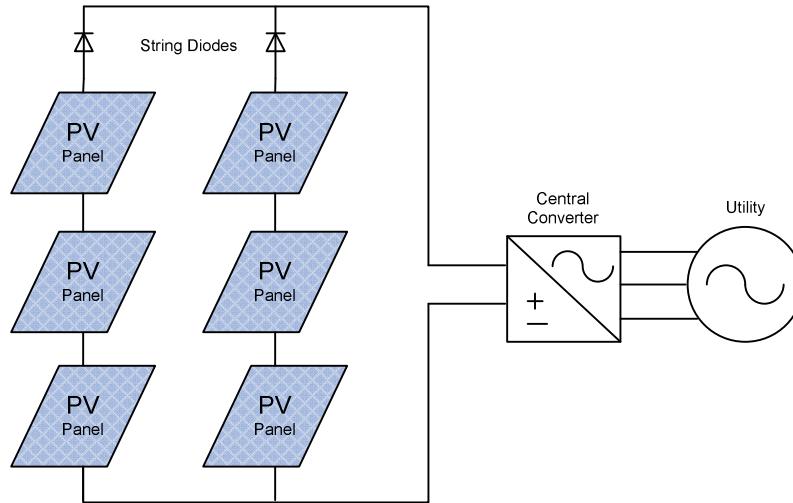 String Diodes
PV
Panel
PV
Panel
Central
Converter
Utility
PV
Panel
PV
Panel
+
−
PV
Panel
PV
Panel